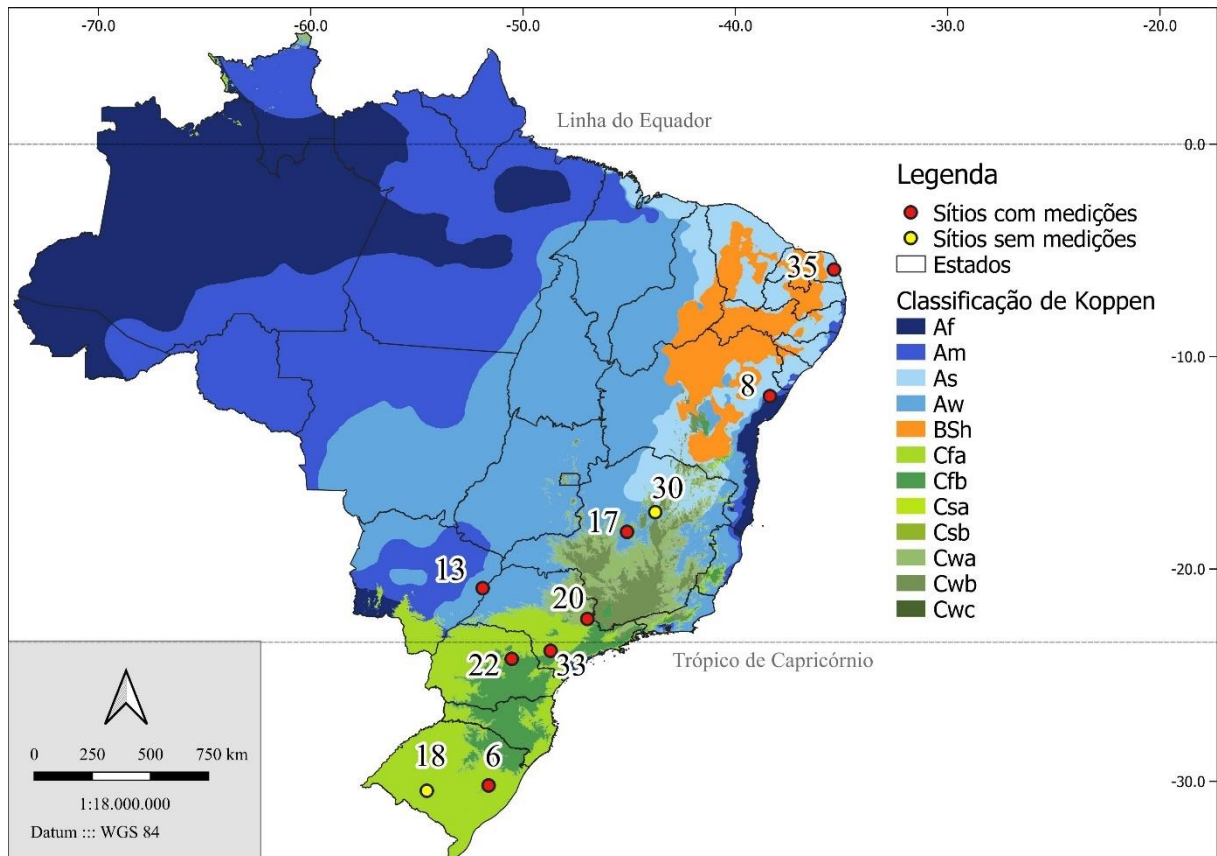 -70.0
-60.0
-50.0
-40.0
-30.0
-20.0
Linha do Equador
0.0
Legenda
Sítios com medições
Sítios sem medições
Estados
35
Classificação de Koppen
Af
Am
-10.0
As
8
Aw
BSh
Cfa
Cfb
30
Csa
17
Csb
Cwa
13
-20.0
Cwb
20
Cwc
22
33
Trópico de Capricórnio
0 250 500 750 km
18
6
-30.0
1:18.000.000
Datum ::: WGS 84